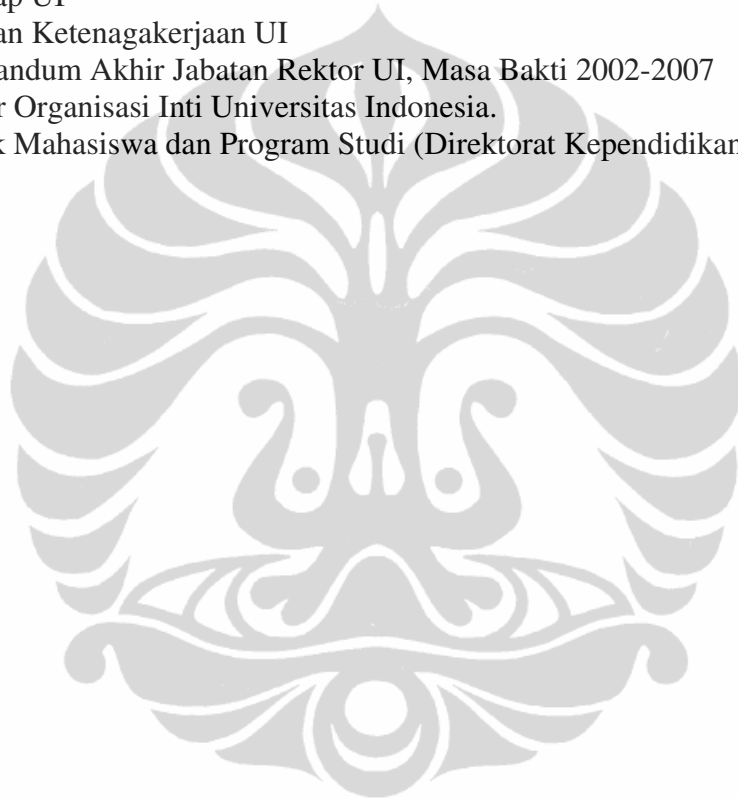 ap UI
an Ketenagakerjaan UI
andum Akhir Jabatan Rektor UI, Masa Bakti 2002-2007
r Organisasi Inti Universitas Indonesia.
k Mahasiswa dan Program Studi (Direktorat Kependidikan